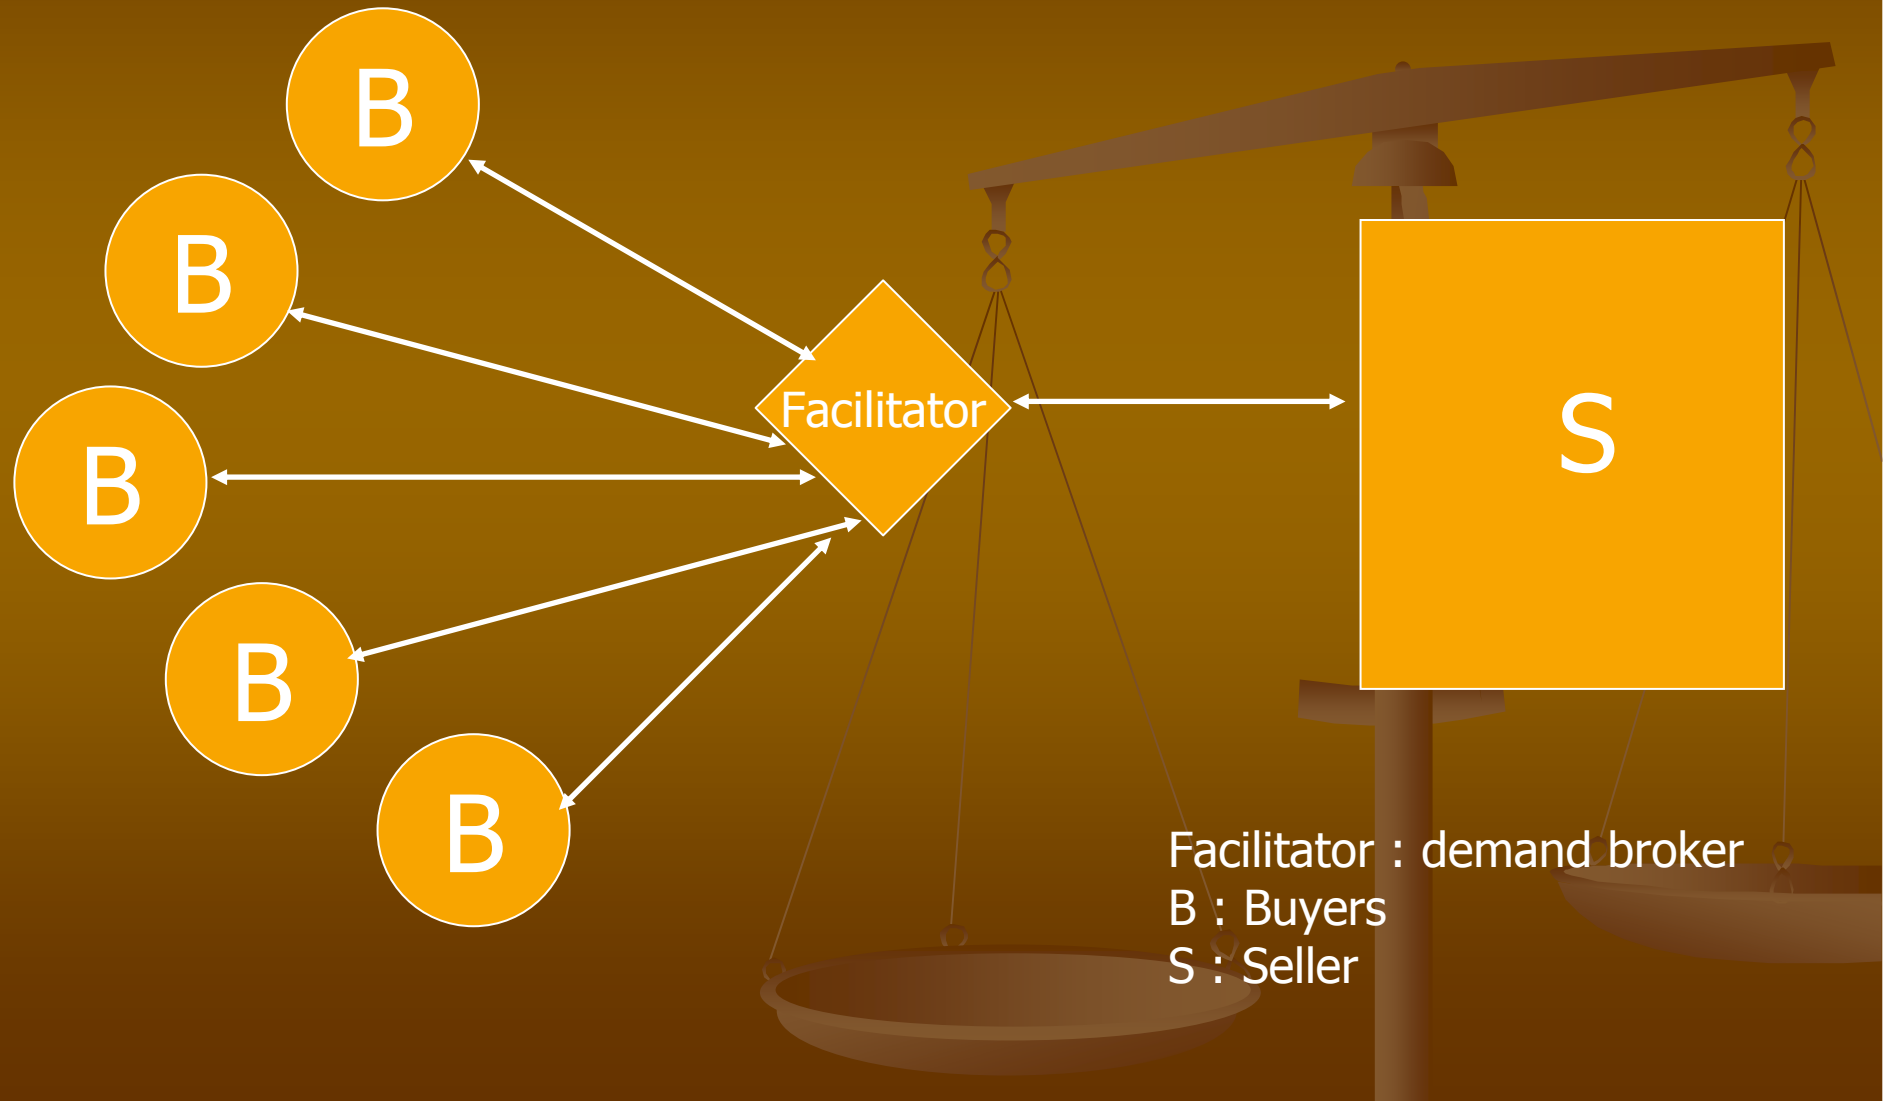 B
B
B
B
B
Facilitator
S
Facilitator : demand broker
B : Buyers
S : Seller